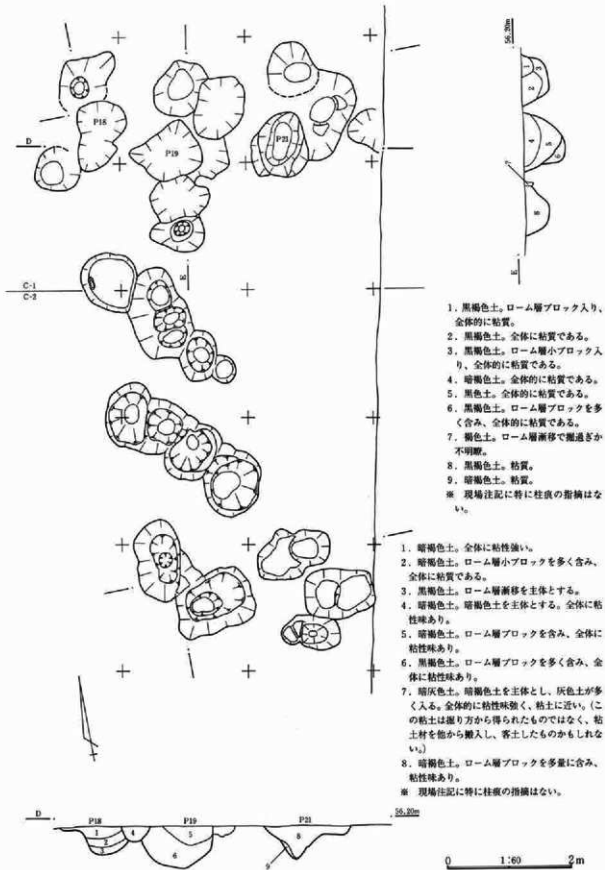 56.20m
1 3
2
P18
D
P19
P21
4 5
6
7
8
E
C-1
C-2
E
1．黒褐色土。ローム層ブロック入り、
全体的に粘質。
2．黒褐色土。全体に粘質である。
3．黒褐色土。ローム層小ブロック入
り、全体的に粘質である。
4．暗褐色土。全体的に粘質である。
5．黒色土。全体的に粘質である。
6．黒褐色土。ローム層ブロックを多
く含み、全体的に粘質である。
7．褐色土。ローム層漸移で掘過ぎか
不明瞭。
8．黒褐色土。粘質。
9．暗褐色土。粘質。
※ 現場注記に特に柱痕の指摘はな
い。
1．暗褐色土。全体に粘性強い。
2．暗褐色土。ローム層小ブロックを多く含み、
全体に粘質である。
3．黒褐色土。ローム層漸移を主体とする。
4．暗褐色土。暗褐色土を主体とする。全体に粘
性味あり。
5．暗褐色土。ローム層ブロックを含み、全体に
粘性味あり。
6．黒褐色土。ローム層ブロックを多く含み、全
体に粘性味あり。
7．暗灰色土。暗褐色土を主体とし、灰色土が多
く入る。全体的に粘性味強く、粘土に近い。（こ
の粘土は掘り方から得られたものではなく、粘
土材を他から搬入し、客土したものかもしれな
い。）
8．暗褐色土。ローム層ブロックを多量に含み、
粘性味あり。
※ 現場注記に特に柱痕の指摘はない。
D P18 P19 P21 56.20m
1 4 5 8
2
3 6
9
0 1:60 2m